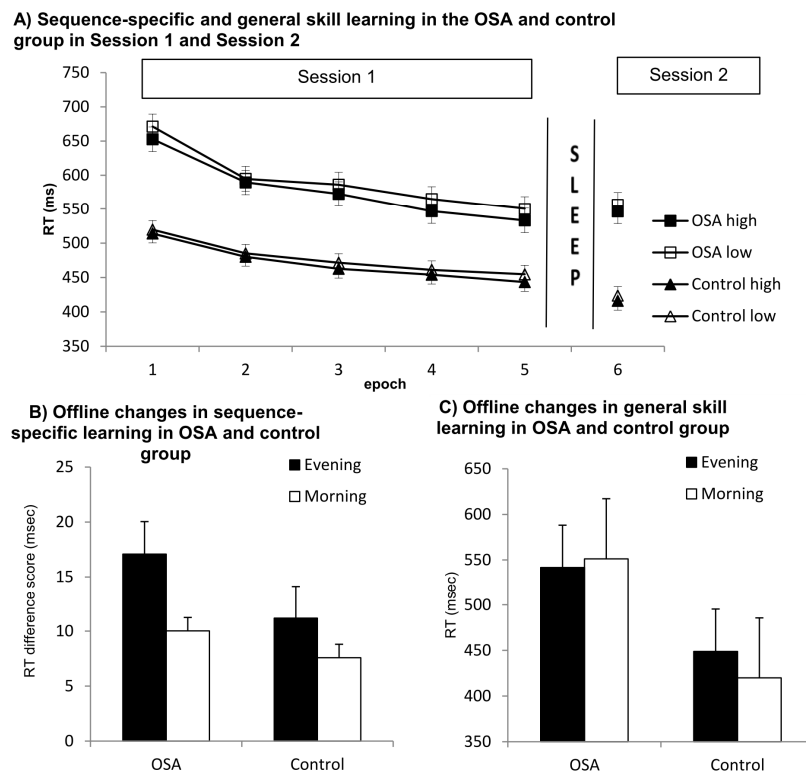 A) Sequence-specific and general skill learning in the OSA and control
group in Session 1 and Session 2
750
700
650
600
550
500
450
400
350
RT (ms)
Session 1
Session 2
S
L
E
E
P
OSA high
OSA low
Control high
Control low
1 2 3 4 5 6
epoch
B) Offline changes in sequence-
specific learning in OSA and control
group
25
20
15
10
5
0
RT difference score (msec)
Evening
Morning
OSA Control
C) Offline changes in general skill
learning in OSA and control group
650
600
550
500
450
400
350
RT (msec)
Evening
Morning
OSA Control